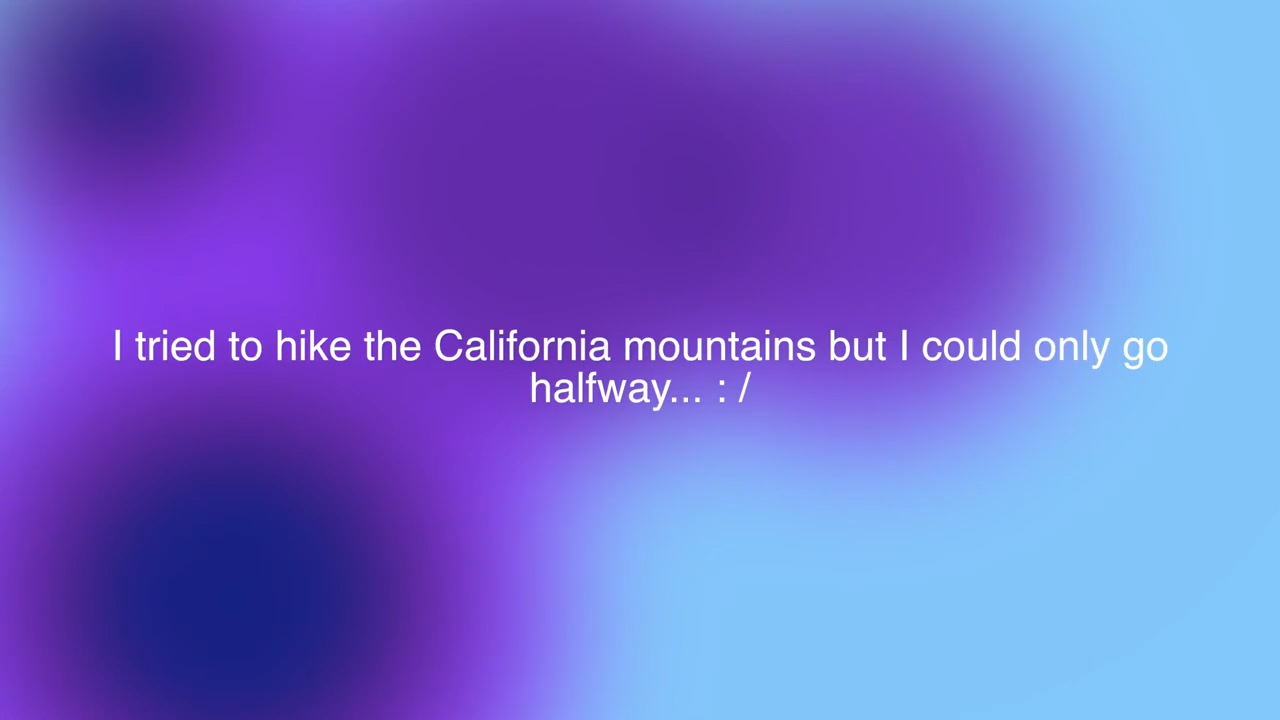 I tried to hike the California mountains but I could only go
halfway... : /